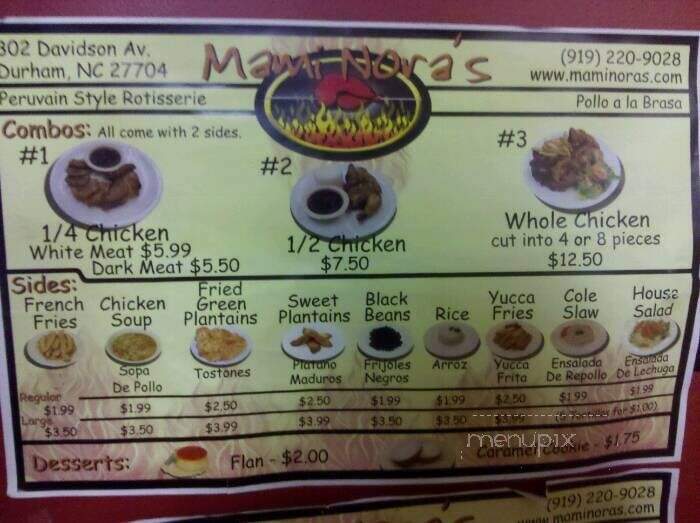 302 Davidson Av.
Durham, NC 27704
Mami Nora's
(919) 220-9028
www.maminoras.com
Peruvain Style Rotisserie
Pollo a la Brasa
Combos: All come with 2 sides.
#1
#2
#3
1/4 Chicken
White Meat $5.99
Dark Meat $5.50
1/2 Chicken
$7.50
Whole Chicken
cut into 4 or 8 pieces
$12.50
Sides:
French Fries
Chicken Soup
Fried Green Plantains
Sweet Plantains
Black Beans
Rice
Yucca Fries
Cole Slaw
House Salad
Sopa De Pollo
Tostones
Platano Maduros
Frijoles Negros
Arroz
Yucca Frita
Ensalada De Repollo
Ensalada De Lechuga
Regular $1.99 $1.99 $2.50 $2.50 $1.99 $1.99 $2.50 $1.99 $1.99
Large $3.50 $3.50 $3.99 $3.99 $3.50 $3.50 for $1.00)
menupix
Desserts:
Flan - $2.00
Caramel Cookie - $1.75
(919) 220-9028
www.maminoras.com